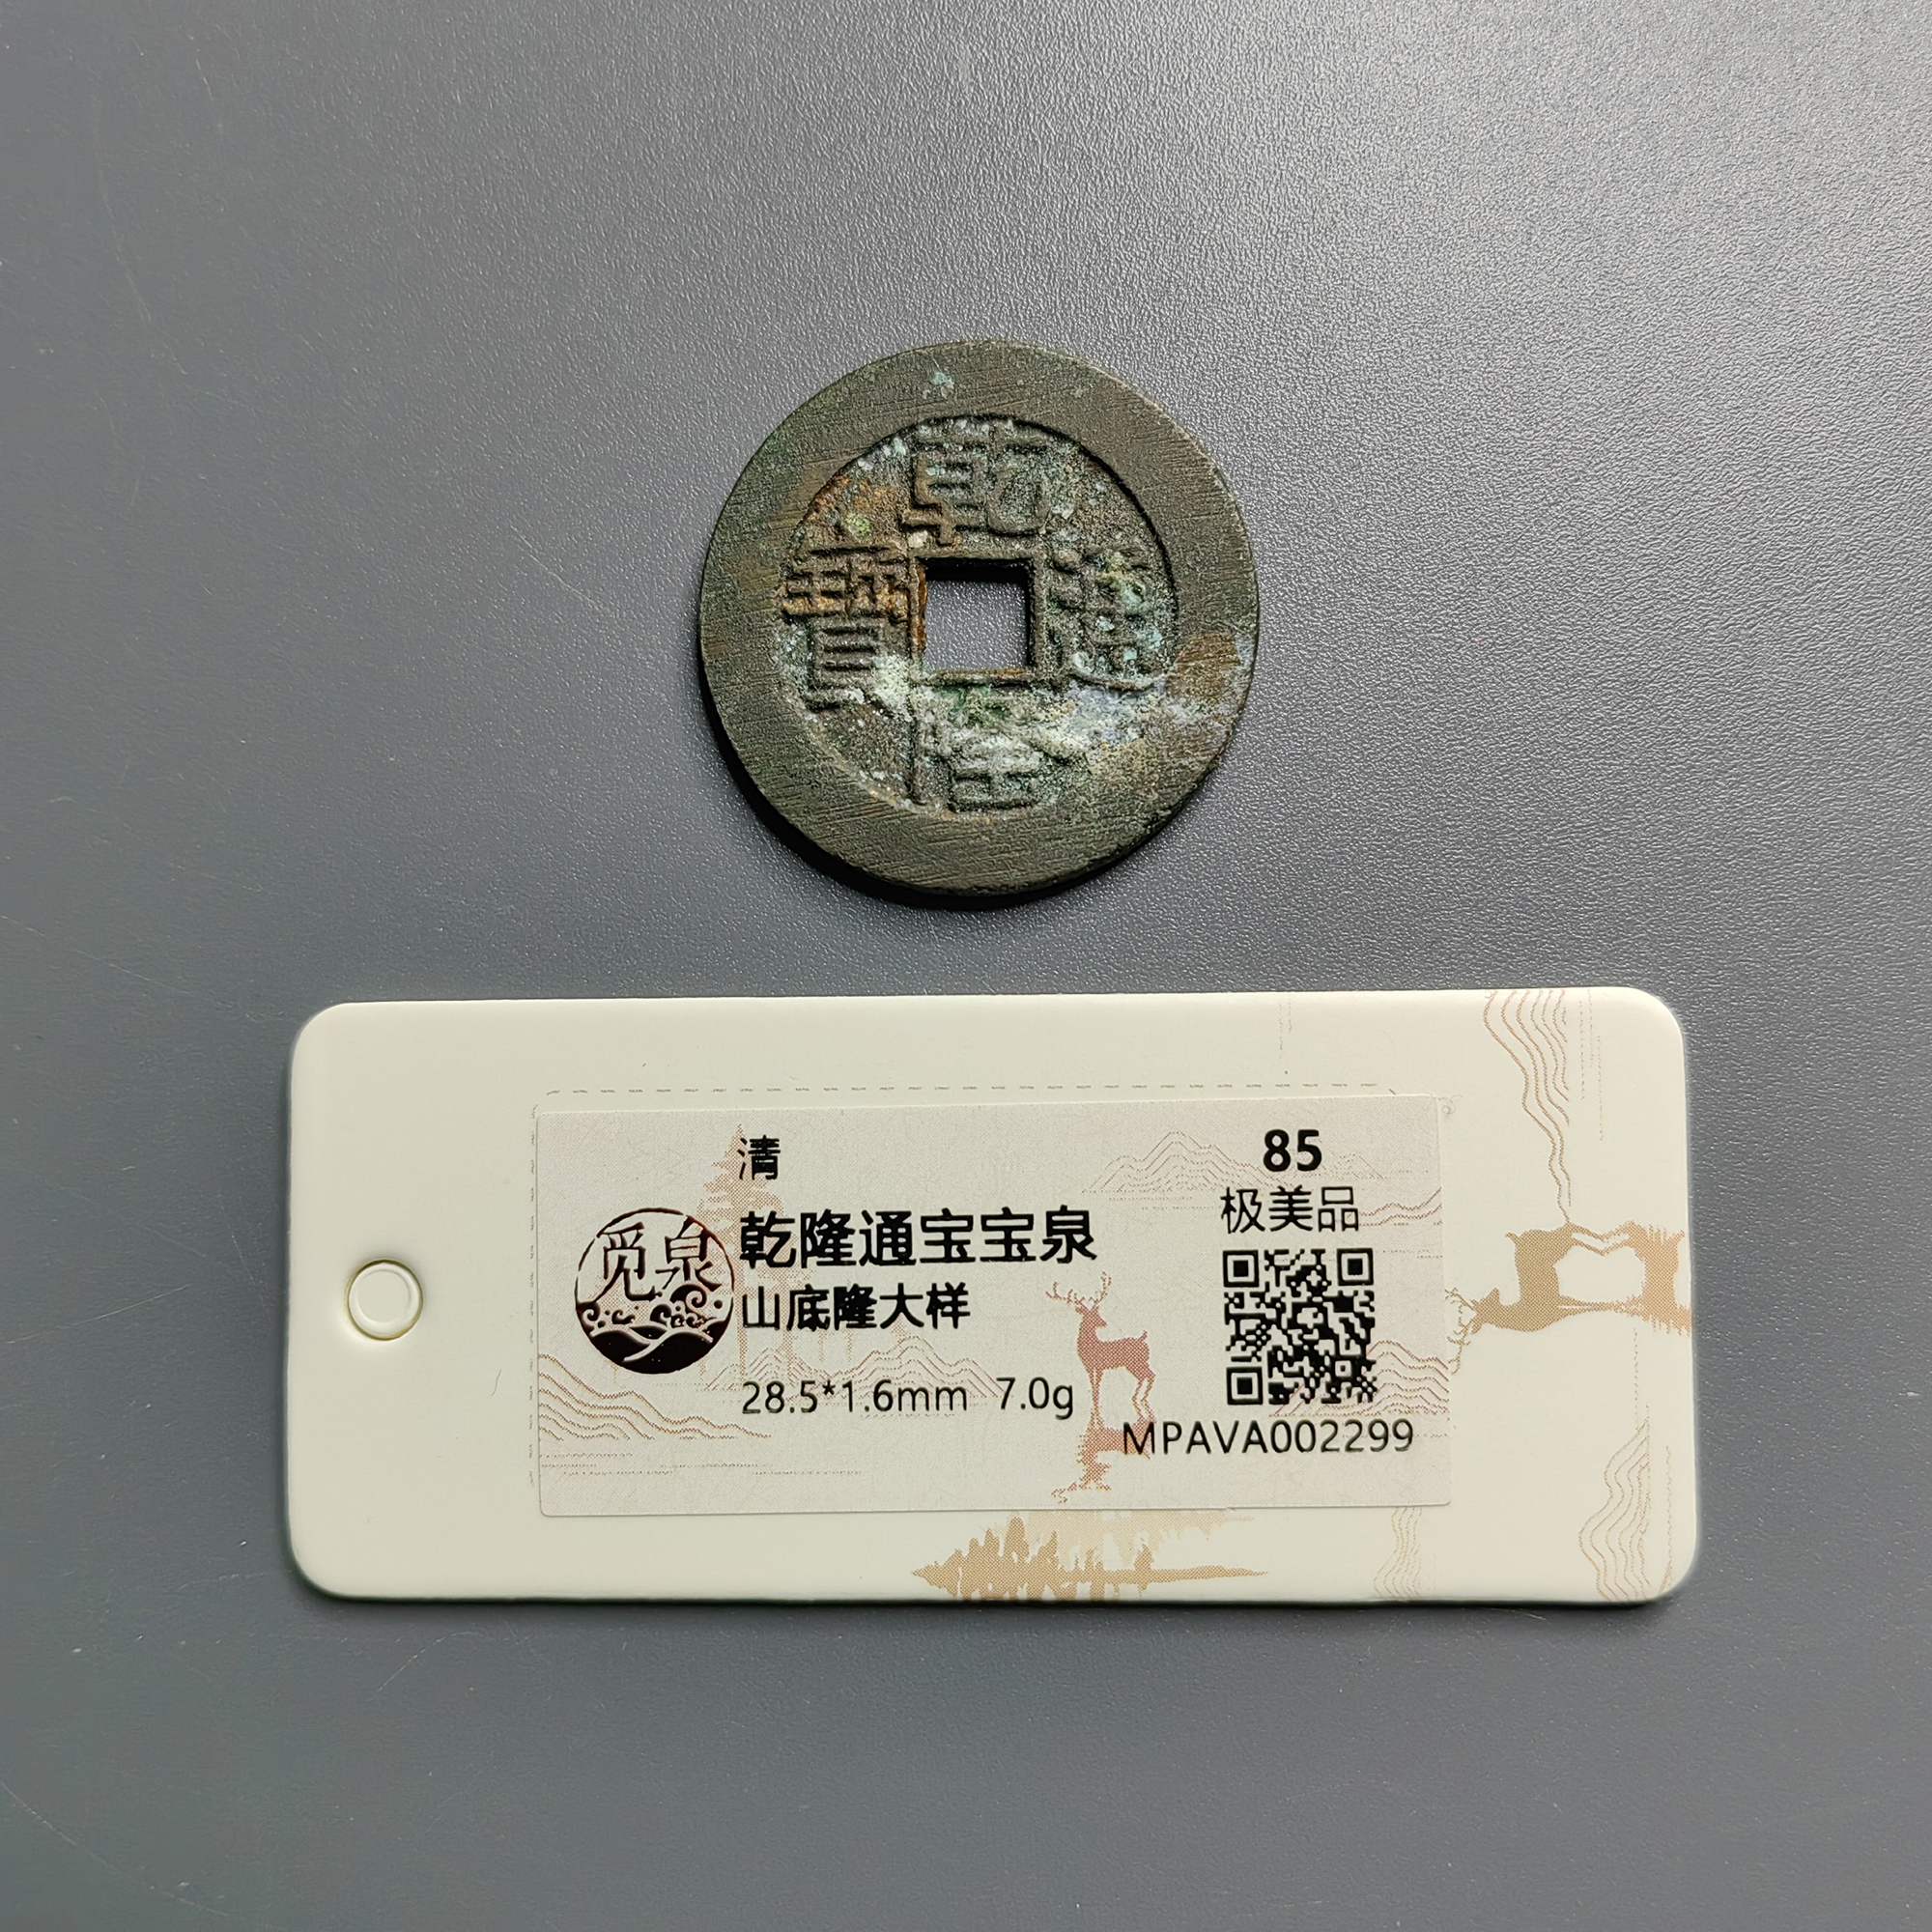 乾
隆
通
寶
清
85
极美品
觅泉
乾隆通宝宝泉
山底隆大样
28.5*1.6mm 7.0g
MPAVA002299